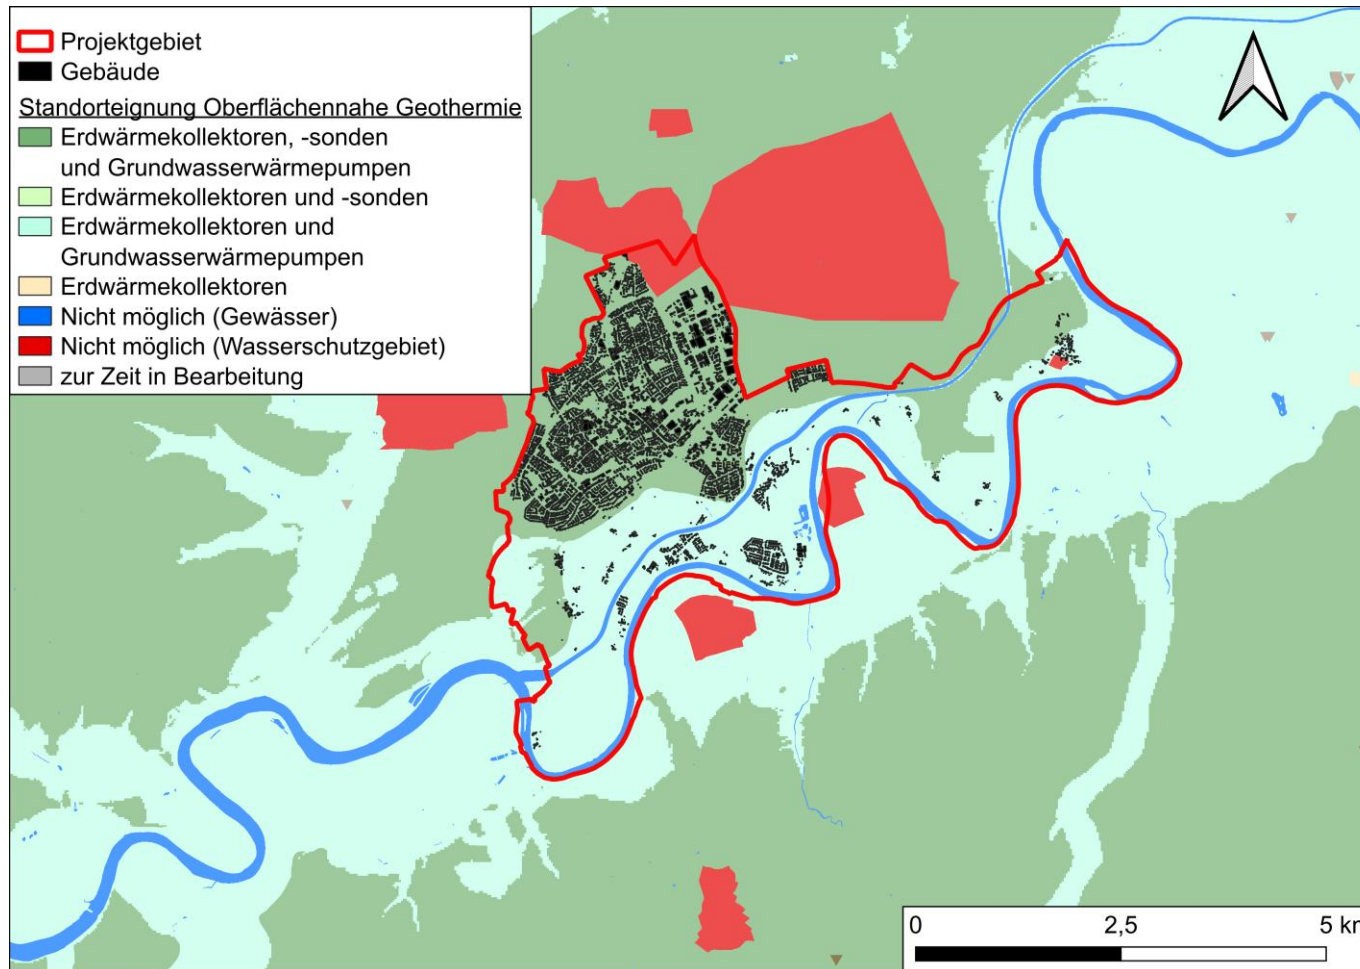 Projektgebiet
Gebäude
Standorteignung Oberflächennahe Geothermie
Erdwärmekollektoren, -sonden
und Grundwasserwärmepumpen
Erdwärmekollektoren und -sonden
Erdwärmekollektoren und
Grundwasserwärmepumpen
Erdwärmekollektoren
Nicht möglich (Gewässer)
Nicht möglich (Wasserschutzgebiet)
zur Zeit in Bearbeitung
0 2,5 5 km